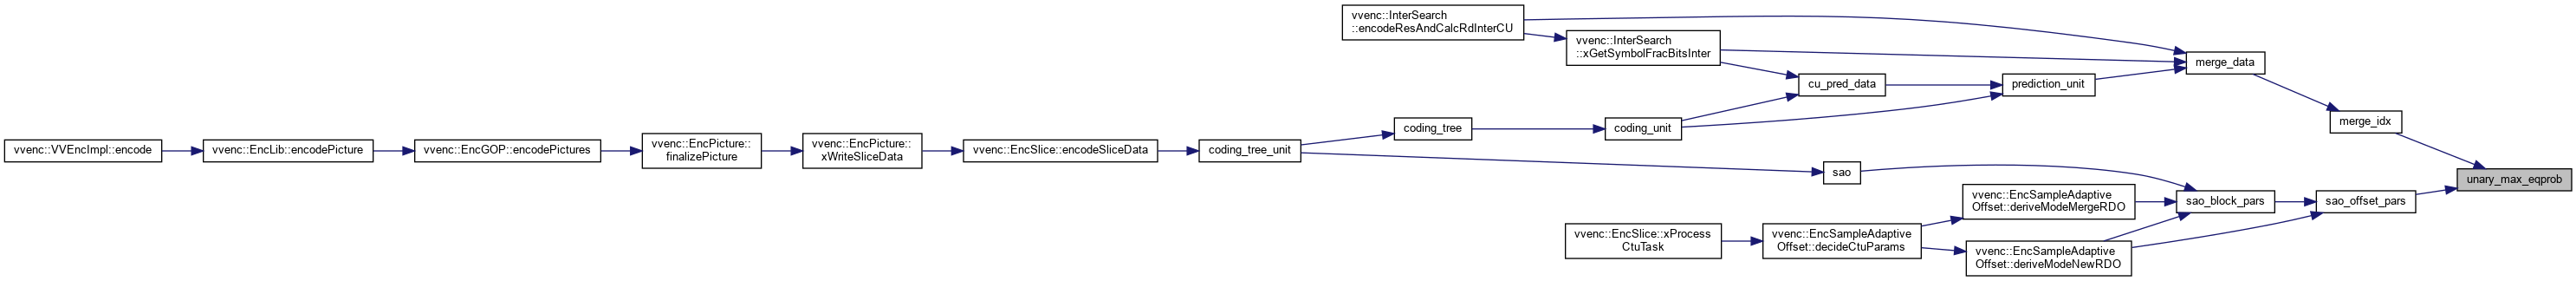 vvenc::VVEncImpl::encode
vvenc::EncLib::encodePicture
vvenc::EncGOP::encodePictures
vvenc::EncPicture::
finalizePicture
vvenc::EncPicture::
xWriteSliceData
vvenc::EncSlice::encodeSliceData
coding_tree_unit
vvenc::InterSearch
::encodeResAndCalcRdInterCU
coding_tree
vvenc::InterSearch
::xGetSymbolFracBitsInter
coding_unit
cu_pred_data
prediction_unit
merge_data
merge_idx
unary_max_eqprob
sao
vvenc::EncSlice::xProcess
CtuTask
vvenc::EncSampleAdaptive
Offset::decideCtuParams
vvenc::EncSampleAdaptive
Offset::deriveModeMergeRDO
vvenc::EncSampleAdaptive
Offset::deriveModeNewRDO
sao_block_pars
sao_offset_pars